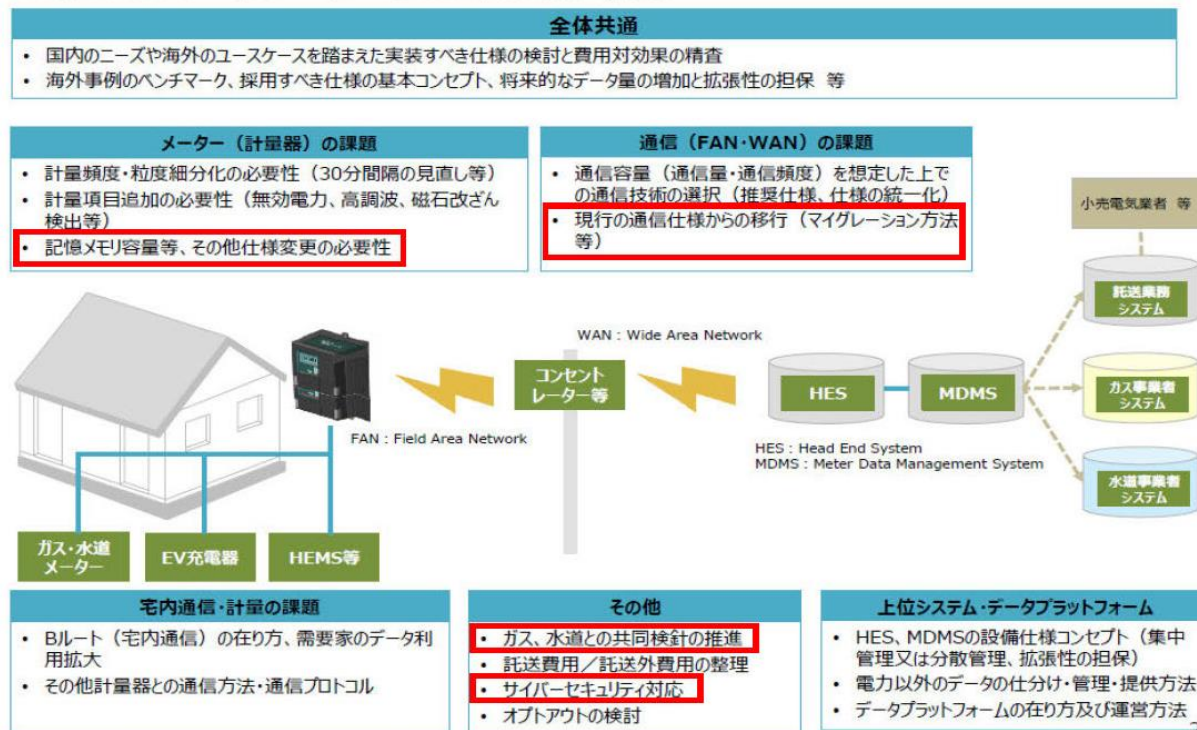 全体共通
• 国内のニーズや海外のユースケースを踏まえた実装すべき仕様の検討と費用対効果の精査
• 海外事例のベンチマーク、採用すべき仕様の基本コンセプト、将来的なデータ量の増加と拡張性の担保 等
メーター（計量器）の課題
• 計量頻度・粒度細分化の必要性（30分間隔の見直し等）
• 計量項目追加の必要性（無効電力、高調波、磁石改ざん
検出等）
• 記憶メモリ容量等、その他仕様変更の必要性
通信（FAN・WAN）の課題
• 通信容量（通信量・通信頻度）を想定した上で
の通信技術の選択（推奨仕様、仕様の統一化）
• 現行の通信仕様からの移行（マイグレーション方法
等）
小売電気業者 等
託送業務
システム
WAN：Wide Area Network
コンセント
レーター等
HES
MDMS
ガス事業者
システム
FAN：Field Area Network
HES：Head End System
MDMS：Meter Data Management System
水道事業者
システム
ガス・水道
メーター
EV充電器
HEMS等
宅内通信・計量の課題
• Bルート（宅内通信）の在り方、需要家のデータ利
用拡大
• その他計量器との通信方法・通信プロトコル
その他
• ガス、水道との共同検針の推進
• 託送費用／託送外費用の整理
• サイバーセキュリティ対応
• オプトアウトの検討
上位システム・データプラットフォーム
• HES、MDMSの設備仕様コンセプト（集中
管理又は分散管理、拡張性の担保）
• 電力以外のデータの仕分け・管理・提供方法
• データプラットフォームの在り方及び運営方法